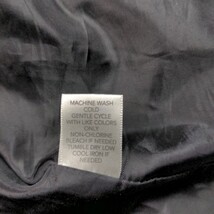 MACHINE WASH
COLD
GENTLE CYCLE
WITH LIKE COLORS
ONLY
NON-CHLORINE
BLEACH IF NEEDED
TUMBLE DRY LOW
COOL IRON IF
NEEDED